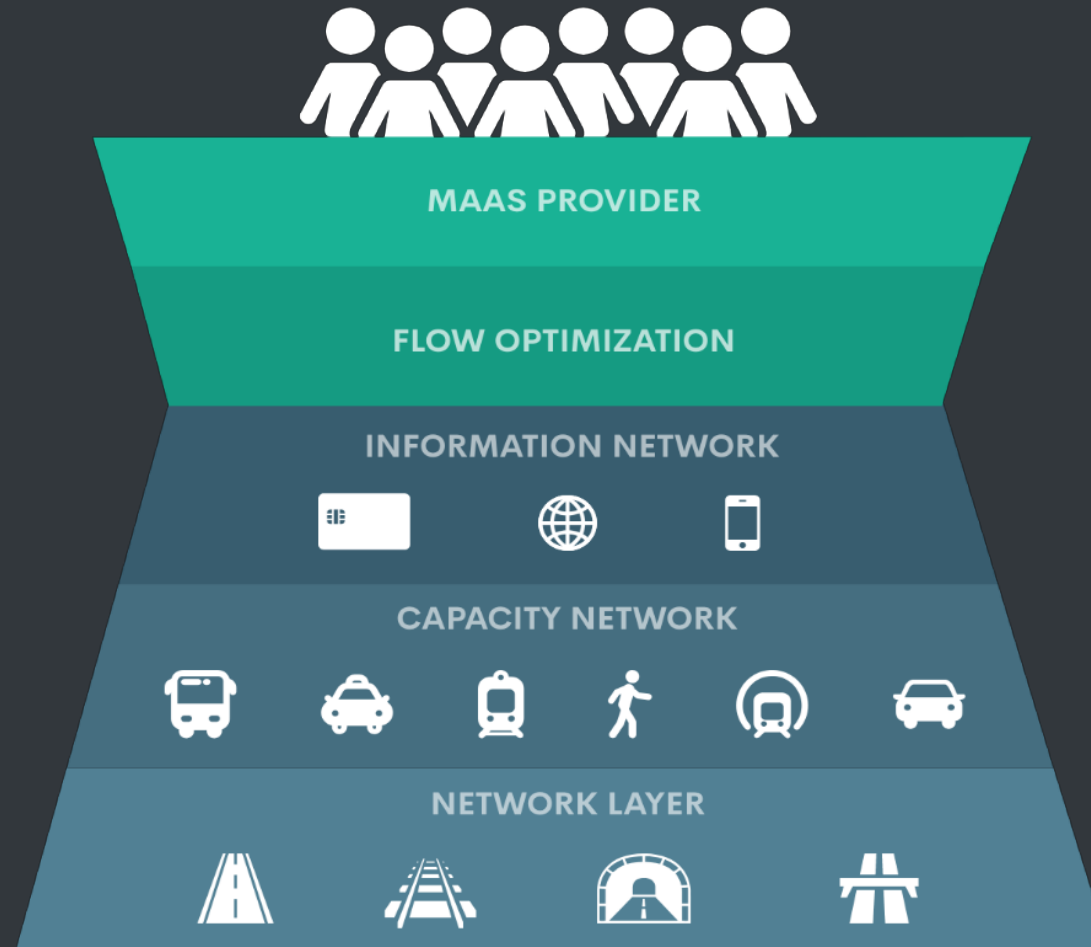 MAAS PROVIDER
FLOW OPTIMIZATION
INFORMATION NETWORK
CAPACITY NETWORK
NETWORK LAYER